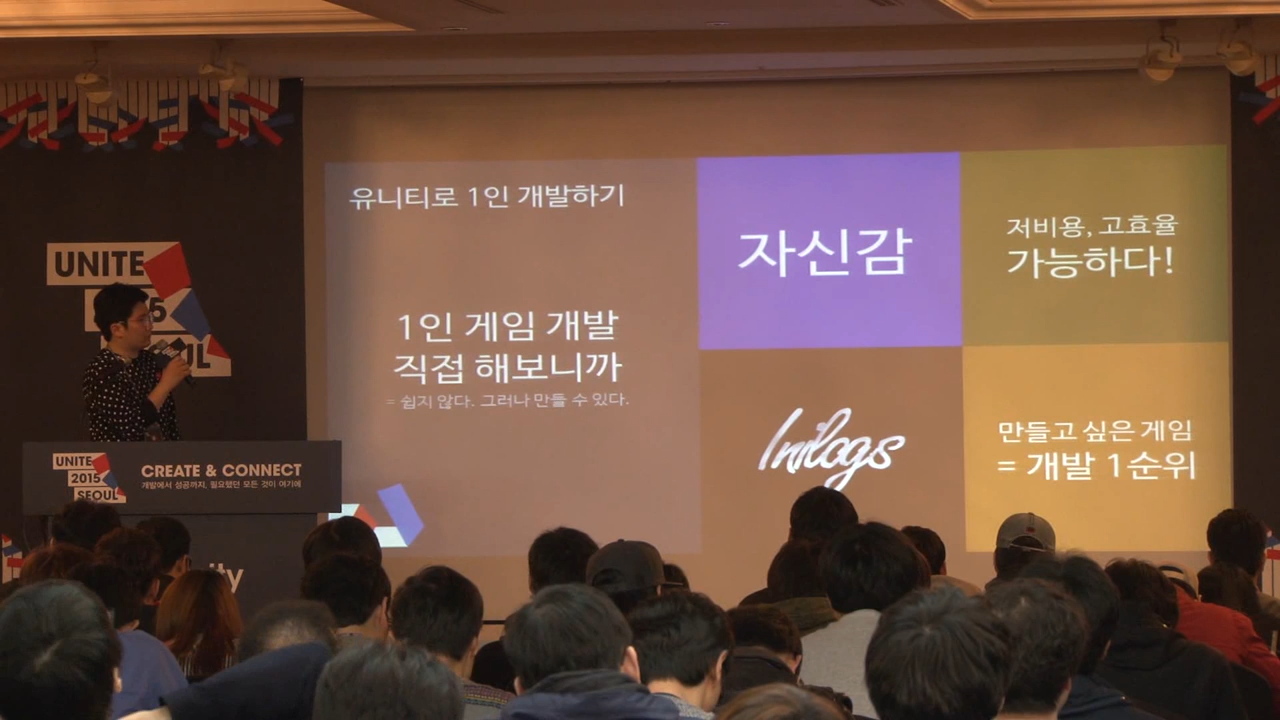 UNITE
SEOUL
유니티로 1인 개발하기
1인 게임 개발
직접 해보니까
= 쉽지 않다. 그러나 만들 수 있다.
자신감
저비용, 고효율
가능하다!
Inilogs
만들고 싶은 게임
= 개발 1순위
UNITE
2015
SEOUL
CREATE & CONNECT
개발에서 성공까지, 필요했던 모든 것이 여기에